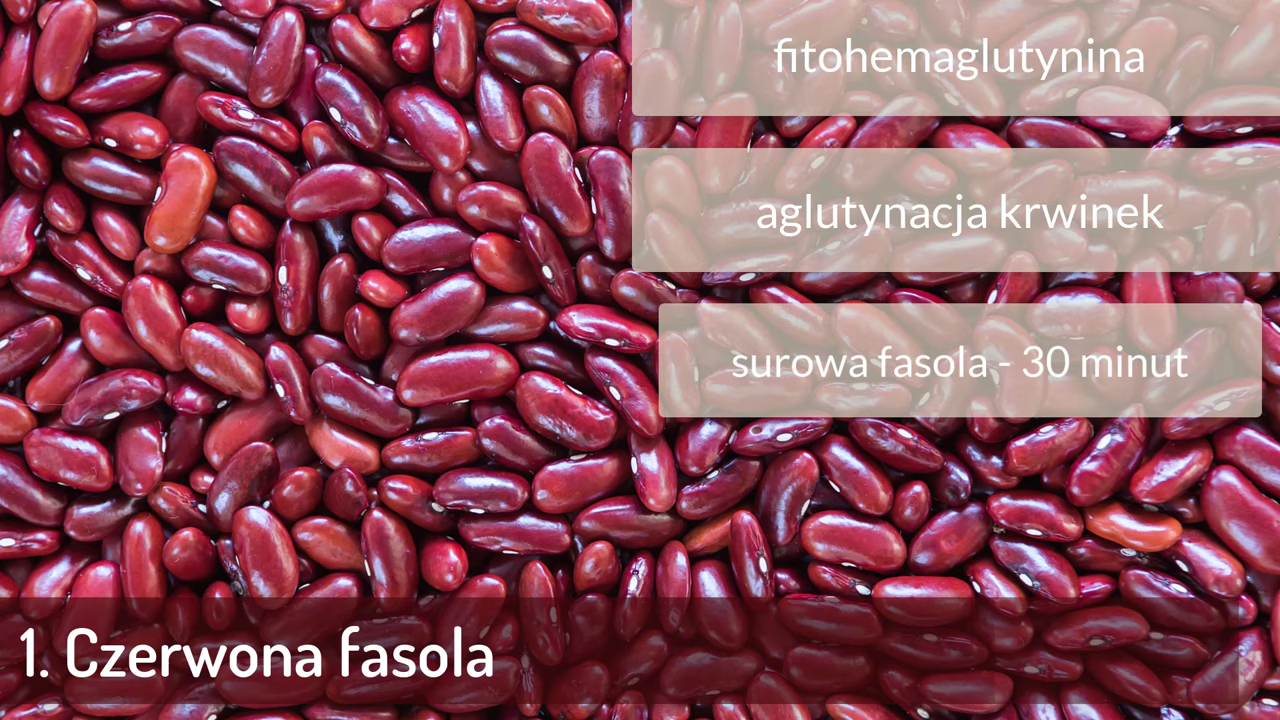 fitohemaglutynina
aglutynacja krwinek
surowa fasola - 30 minut
1. Czerwona fasola